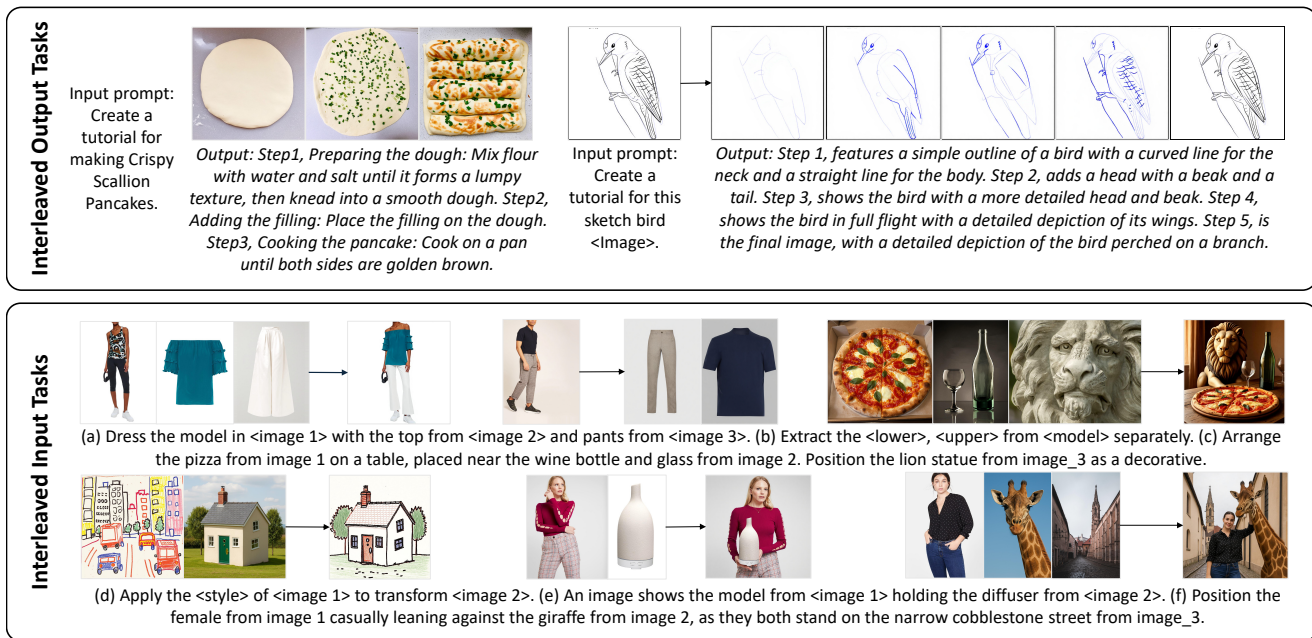 Interleaved Output Tasks
Input prompt:
Create a
tutorial for
making Crispy
Scallion
Pancakes.
Output: Step1, Preparing the dough: Mix flour
with water and salt until it forms a lumpy
texture, then knead into a smooth dough. Step2,
Adding the filling: Place the filling on the dough.
Step3, Cooking the pancake: Cook on a pan
until both sides are golden brown.
Input prompt:
Create a
tutorial for this
sketch bird
<Image>.
Output: Step 1, features a simple outline of a bird with a curved line for the
neck and a straight line for the body. Step 2, adds a head with a beak and a
tail. Step 3, shows the bird with a more detailed head and beak. Step 4,
shows the bird in full flight with a detailed depiction of its wings. Step 5, is
the final image, with a detailed depiction of the bird perched on a branch.
Interleaved Input Tasks
(a) Dress the model in <image 1> with the top from <image 2> and pants from <image 3>. (b) Extract the <lower>, <upper> from <model> separately. (c) Arrange
the pizza from image 1 on a table, placed near the wine bottle and glass from image 2. Position the lion statue from image_3 as a decorative.
(d) Apply the <style> of <image 1> to transform <image 2>. (e) An image shows the model from <image 1> holding the diffuser from <image 2>. (f) Position the
female from image 1 casually leaning against the giraffe from image 2, as they both stand on the narrow cobblestone street from image_3.